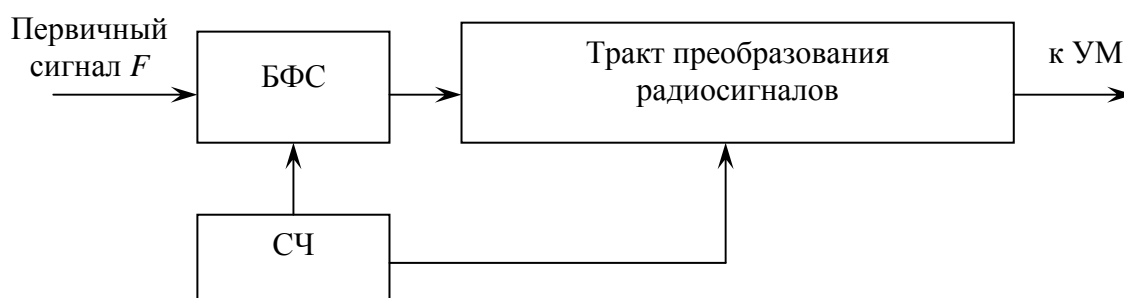 Первичный
сигнал F
БФС
Тракт преобразования
радиосигналов
к УМ
СЧ